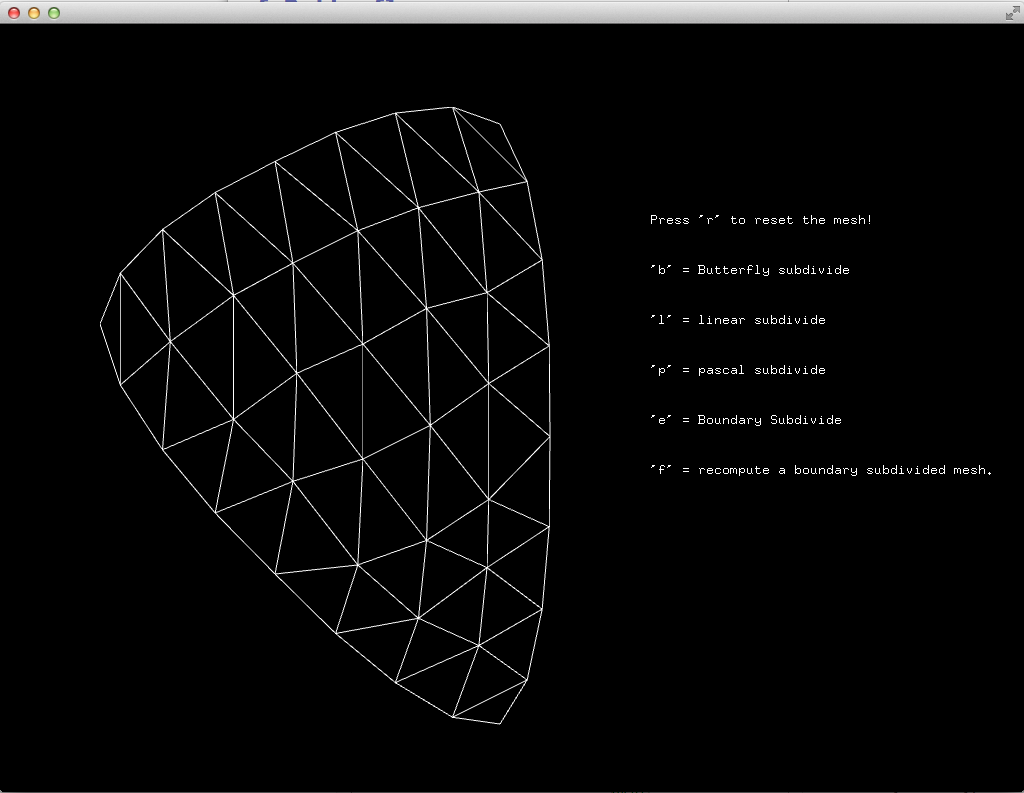 Press "r" to reset the mesh!
"b" = Butterfly subdivide
"l" = linear subdivide
"p" = pascal subdivide
"e" = Boundary Subdivide
"f" = recompute a boundary subdivided mesh.